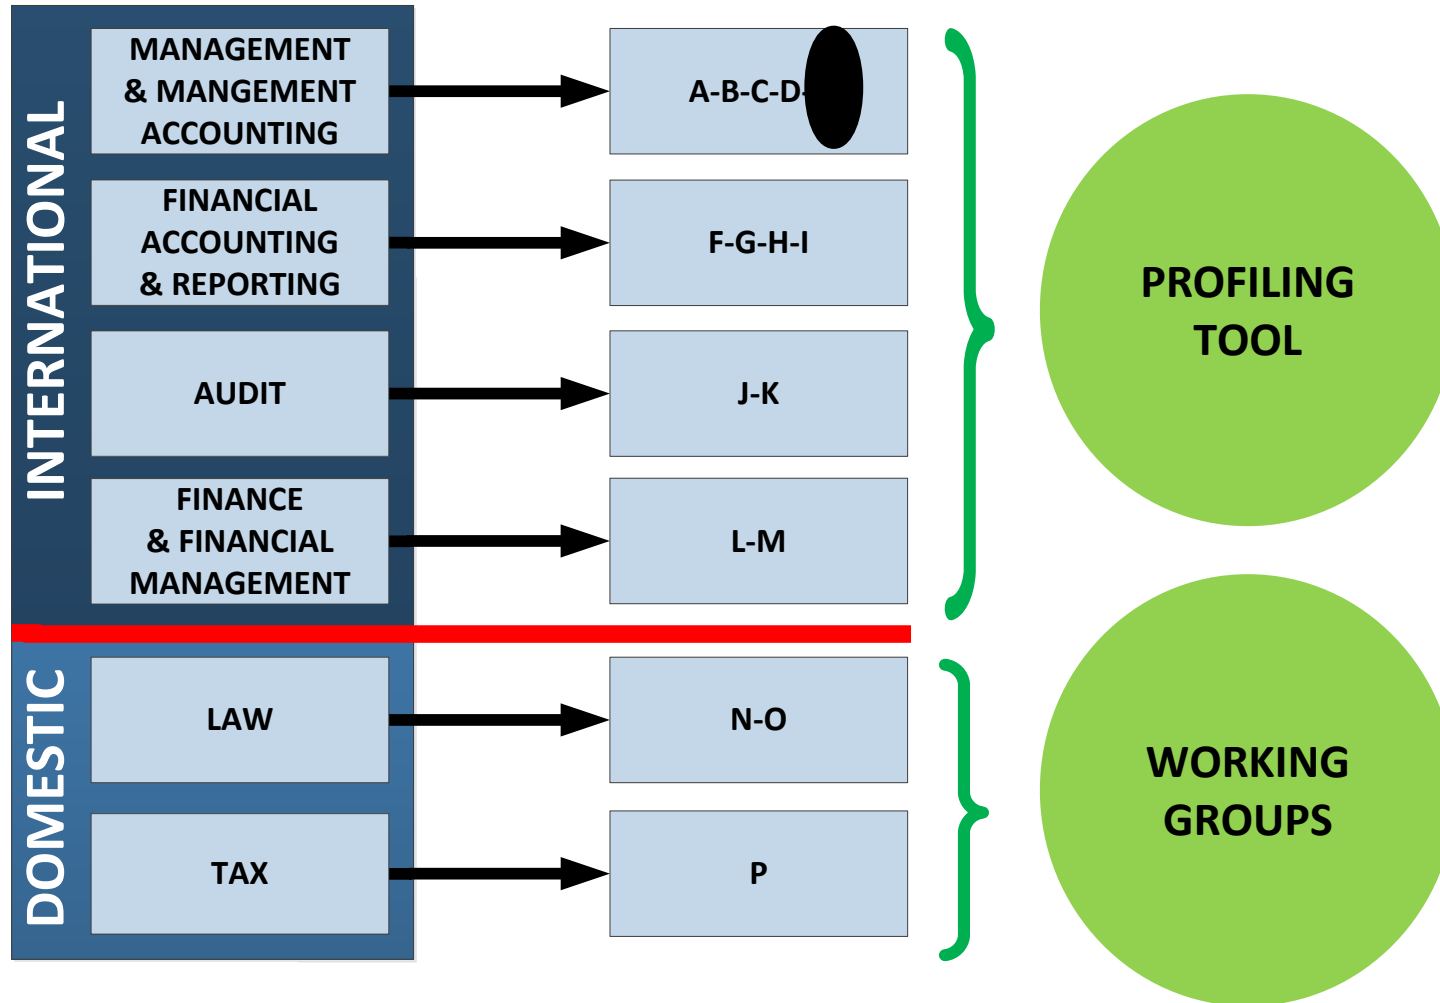 INTERNATIONAL
MANAGEMENT
& MANGEMENT
ACCOUNTING
A-B-C-D-
FINANCIAL
ACCOUNTING
& REPORTING
F-G-H-I
AUDIT
J-K
FINANCE
& FINANCIAL
MANAGEMENT
L-M
PROFILING
TOOL
DOMESTIC
LAW
N-O
TAX
P
WORKING
GROUPS